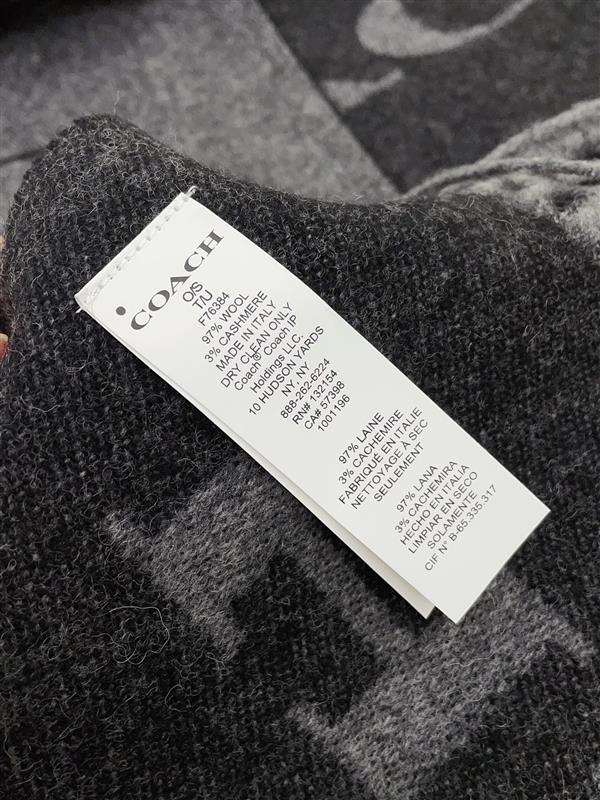 COACH
O/S
T/U
F76384
97% WOOL
3% CASHMERE
MADE IN ITALY
DRY CLEAN ONLY
Coach® Coach IP
Holdings LLC.
10 HUDSON YARDS
NY, NY
888-262-6224
RN# 132154
CA# 57398
1001196
97% LAINE
3% CACHEMIRE
FABRIQUÉ EN ITALIE
NETTOYAGE À SEC
SEULEMENT
97% LANA
3% CACHEMIRA
HECHO EN ITALIA
LIMPIAR EN SECO
SOLAMENTE
CIF N° B-65.335.317